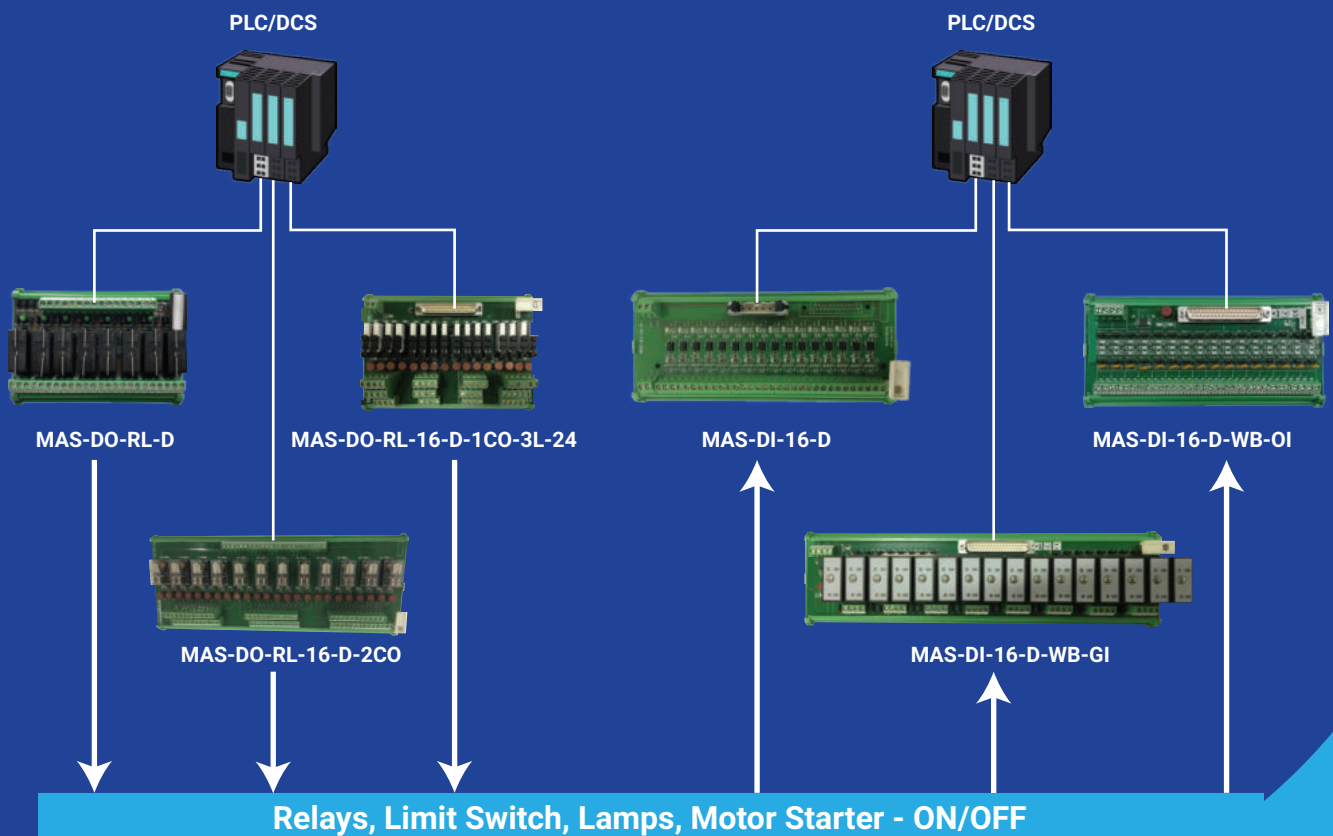 PLC/DCS
PLC/DCS
MAS-DO-RL-D
MAS-DO-RL-16-D-1CO-3L-24
MAS-DI-16-D
MAS-DI-16-D-WB-OI
MAS-DO-RL-16-D-2CO
MAS-DI-16-D-WB-GI
Relays, Limit Switch, Lamps, Motor Starter - ON/OFF